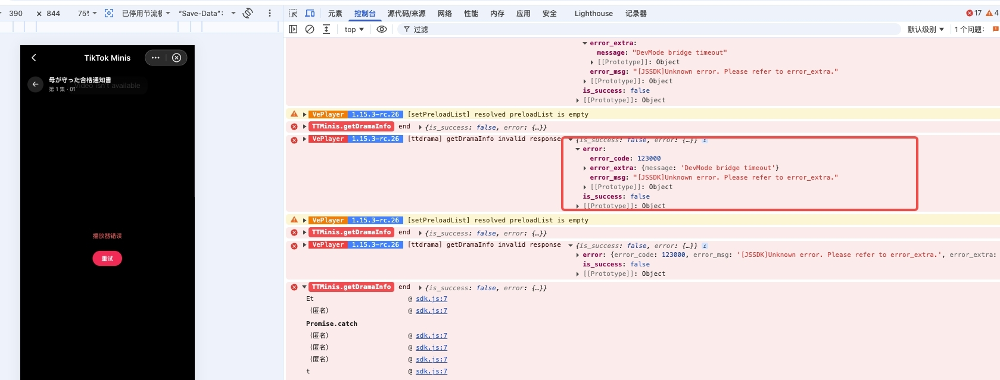 390 × 844 75% 已停用节流模 “Save-Data”: 元素 控制台 源代码/来源 网络 性能 内存 应用 安全 Lighthouse 记录器 17 4
top 过滤 默认级别 1 个问题:
TikTok Minis
母が守った合格通知書
第 1 集 · 01
Video isn't available
播放器错误
重试
error_extra:
message: "DevMode bridge timeout"
[[Prototype]]: Object
error_msg: "[JSSDK]Unknown error. Please refer to error_extra."
[[Prototype]]: Object
is_success: false
[[Prototype]]: Object
VePlayer 1.15.3-rc.26 [setPreloadList] resolved preloadList is empty
TTMinis.getDramaInfo end {is_success: false, error: {…}}
VePlayer 1.15.3-rc.26 [ttdrama] getDramaInfo invalid response {is_success: false, error: {…}} i
error:
error_code: 123000
error_extra: {message: 'DevMode bridge timeout'}
error_msg: "[JSSDK]Unknown error. Please refer to error_extra."
[[Prototype]]: Object
is_success: false
[[Prototype]]: Object
VePlayer 1.15.3-rc.26 [setPreloadList] resolved preloadList is empty
TTMinis.getDramaInfo end {is_success: false, error: {…}}
VePlayer 1.15.3-rc.26 [ttdrama] getDramaInfo invalid response {is_success: false, error: {…}} i
error: {error_code: 123000, error_msg: '[JSSDK]Unknown error. Please refer to error_extra.', error_extra:
is_success: false
[[Prototype]]: Object
TTMinis.getDramaInfo end {is_success: false, error: {…}}
Et @ sdk.js:7
(匿名) @ sdk.js:7
Promise.catch
(匿名) @ sdk.js:7
(匿名) @ sdk.js:7
(匿名) @ sdk.js:7
t @ sdk.js:7